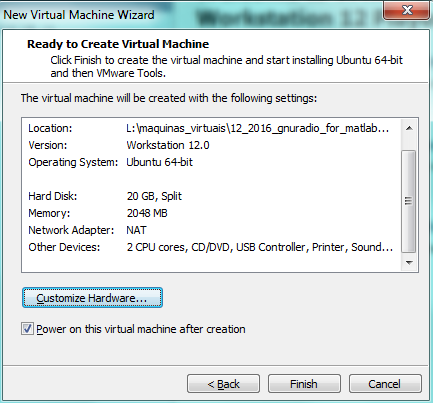 New Virtual Machine Wizard
Ready to Create Virtual Machine
Click Finish to create the virtual machine and start installing Ubuntu 64-bit
and then VMware Tools.
The virtual machine will be created with the following settings:
Location: L:\maquinas_virtuais\12_2016_gnuradio_for_matlab...
Version: Workstation 12.0
Operating System: Ubuntu 64-bit
Hard Disk: 20 GB, Split
Memory: 2048 MB
Network Adapter: NAT
Other Devices: 2 CPU cores, CD/DVD, USB Controller, Printer, Sound...
Customize Hardware...
Power on this virtual machine after creation
< Back Finish Cancel